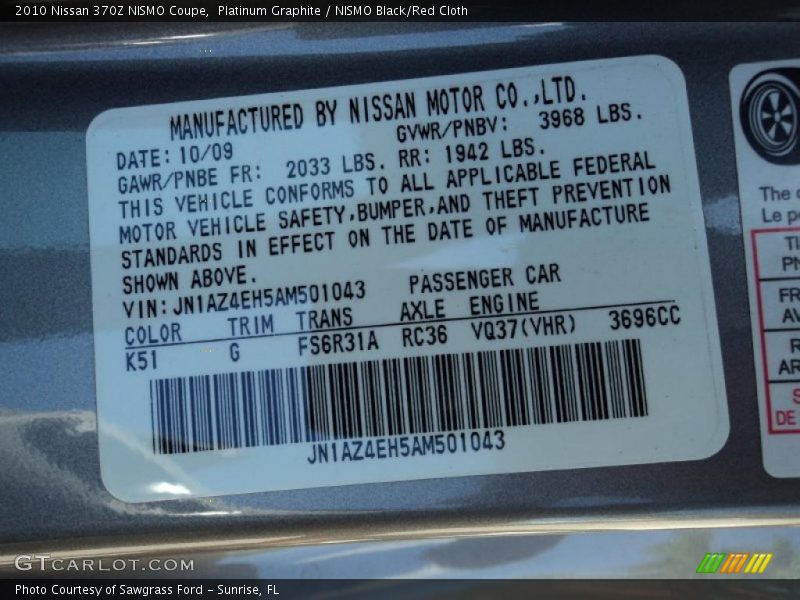 2010 Nissan 370Z NISMO Coupe,  Platinum Graphite / NISMO Black/Red Cloth
MANUFACTURED BY NISSAN MOTOR CO.,LTD.
DATE: 10/09 GVWR/PNBV: 3968 LBS.
GAWR/PNBE FR: 2033 LBS. RR: 1942 LBS.
THIS VEHICLE CONFORMS TO ALL APPLICABLE FEDERAL
MOTOR VEHICLE SAFETY,BUMPER,AND THEFT PREVENTION
STANDARDS IN EFFECT ON THE DATE OF MANUFACTURE
SHOWN ABOVE.
VIN: JN1AZ4EH5AM501043 PASSENGER CAR
COLOR TRIM TRANS AXLE ENGINE
K51 G FS6R31A RC36 VQ37(VHR) 3696CC
JN1AZ4EH5AM501043
The
Le
FR
DE
GTCARLOT.COM
Photo Courtesy of Sawgrass Ford – Sunrise, FL